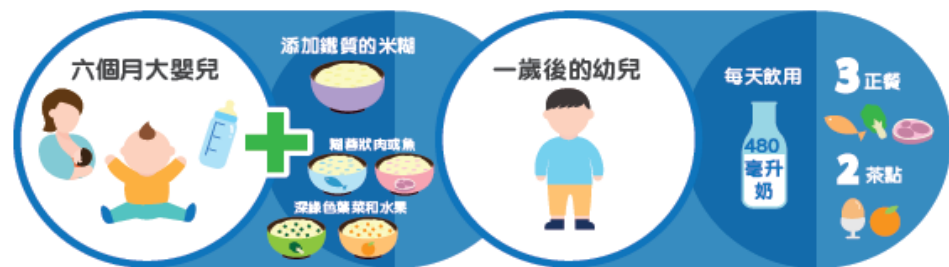 六個月大嬰兒
添加鐵質的米糊
糊蓉狀肉或魚
深綠色葉菜和水果
一歲後的幼兒
每天飲用
480
毫升
奶
3 正餐
2 茶點